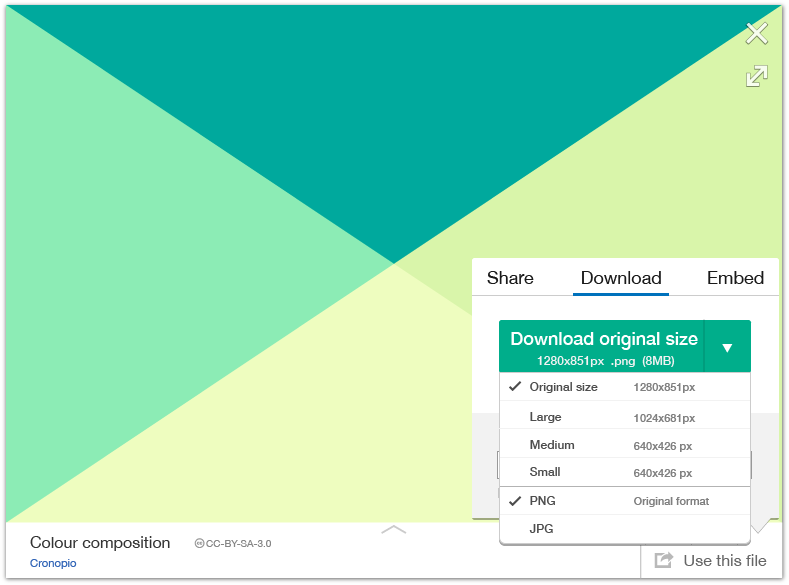 Share Download Embed
Download original size
1280x851px .png (8MB)
Original size 1280x851px
Large 1024x681px
Medium 640x426 px
Small 640x426 px
PNG Original format
JPG
Colour composition cc CC-BY-SA-3.0
Cronopio
Use this file